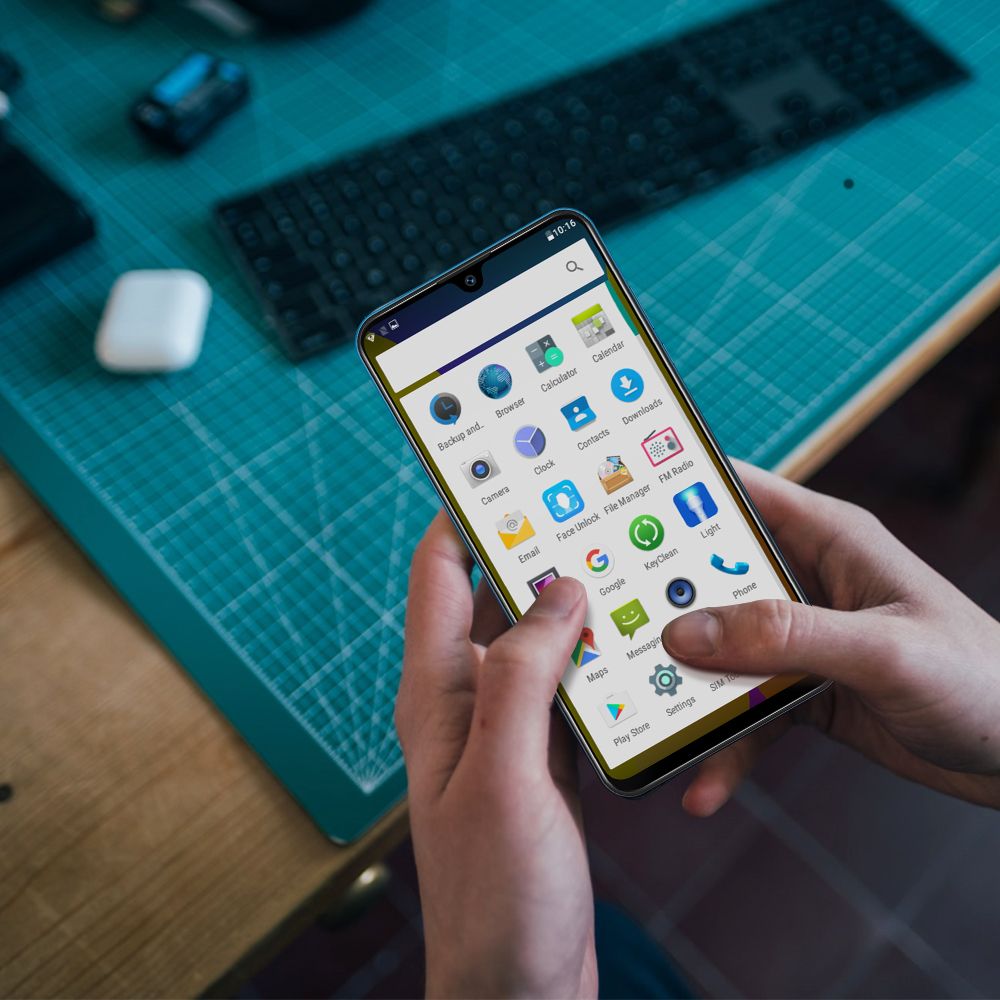 10:16
Backup and..
Browser
Calculator
Calendar
Camera
Clock
Contacts
Downloads
Email
Face Unlock
File Manager
FM Radio
Google
KeyClean
Light
Maps
Phone
Play Store
Settings